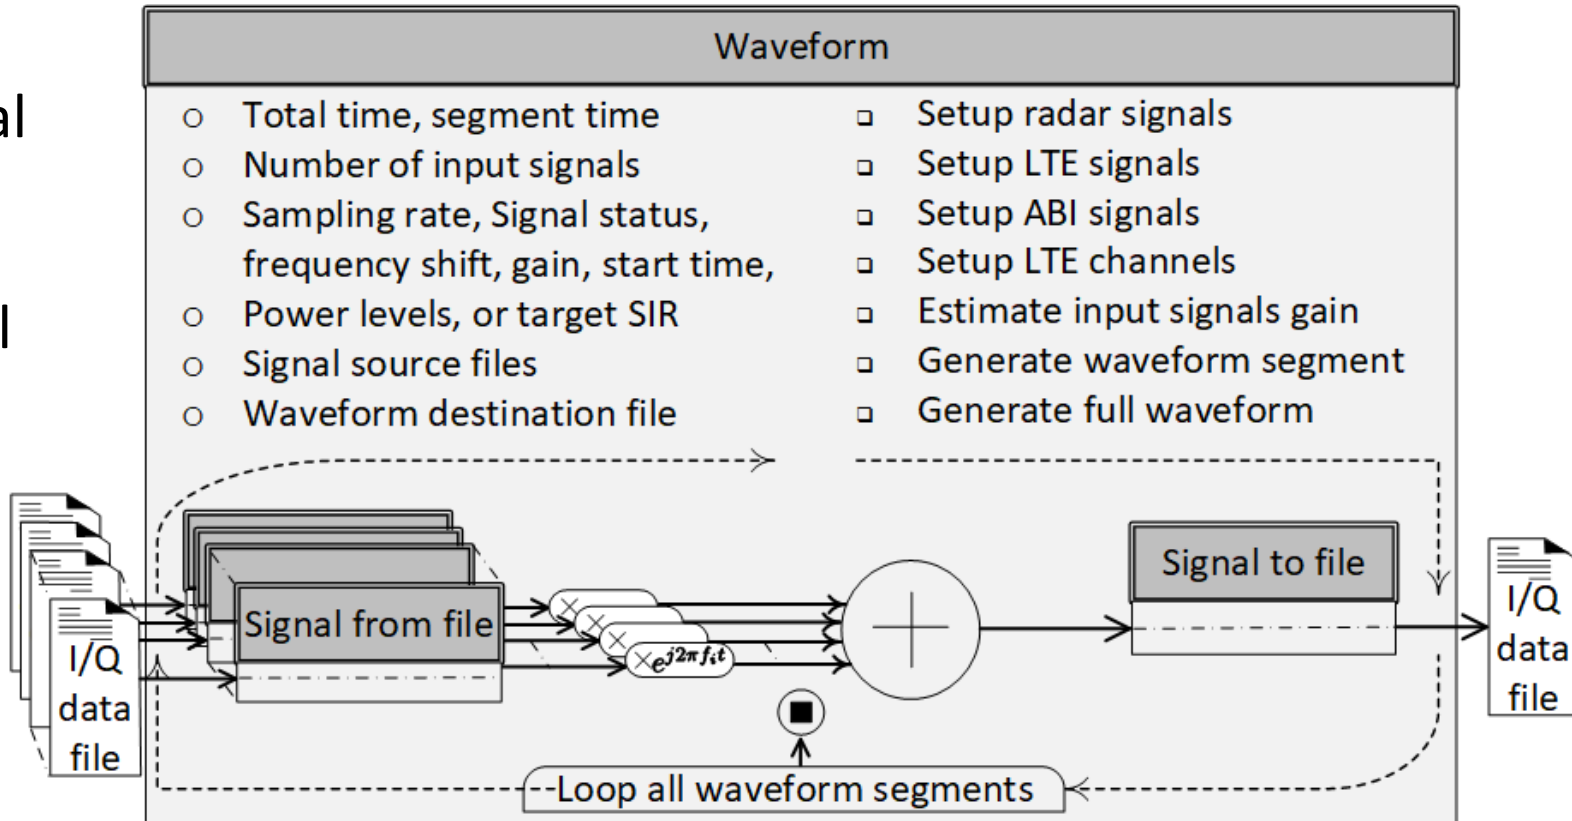 al
l
Waveform
Total time, segment time
Number of input signals
Sampling rate, Signal status,
frequency shift, gain, start time,
Power levels, or target SIR
Signal source files
Waveform destination file
Setup radar signals
Setup LTE signals
Setup ABI signals
Setup LTE channels
Estimate input signals gain
Generate waveform segment
Generate full waveform
I/Q
data
file
Signal from file
×
×
×
×e^{j2πf_it}
Signal to file
I/Q
data
file
Loop all waveform segments